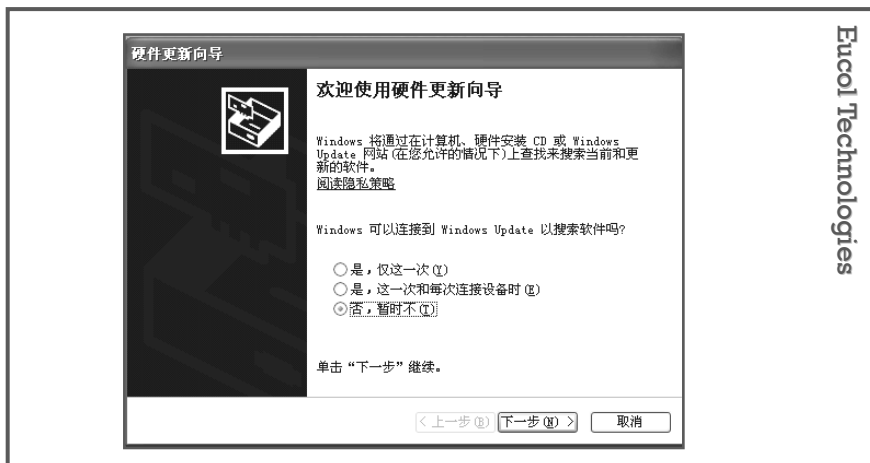 硬件更新向导
欢迎使用硬件更新向导
Windows 将通过在计算机、硬件安装 CD 或 Windows
Update 网站(在您允许的情况下)上查找来搜索当前和更
新的软件。
阅读隐私策略
Windows 可以连接到 Windows Update 以搜索软件吗?
是，仅这一次(Y)
是，这一次和每次连接设备时(E)
否，暂时不(T)
单击“下一步”继续。
< 上一步(B)
下一步(N) >
取消
Eucol Technologies